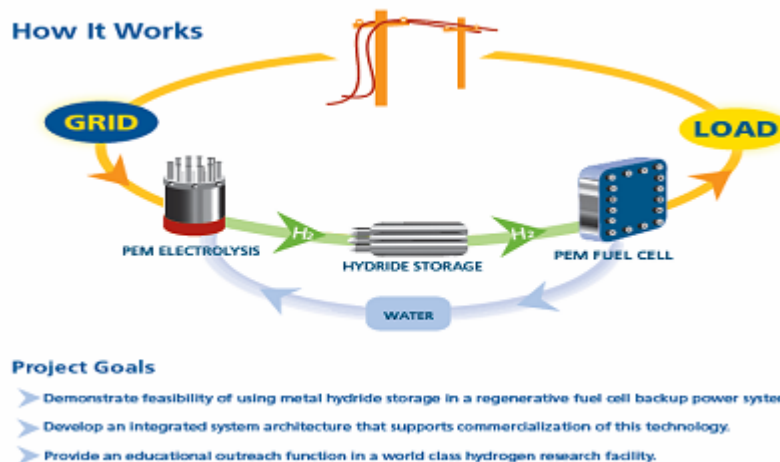 How It Works
GRID
LOAD
PEM ELECTROLYSIS
H2
HYDRIDE STORAGE
H2
PEM FUEL CELL
WATER
Project Goals
Demonstrate feasibility of using metal hydride storage in a regenerative fuel cell backup power syste
Develop an integrated system architecture that supports commercialization of this technology.
Provide an educational outreach function in a world class hydrogen research facility.